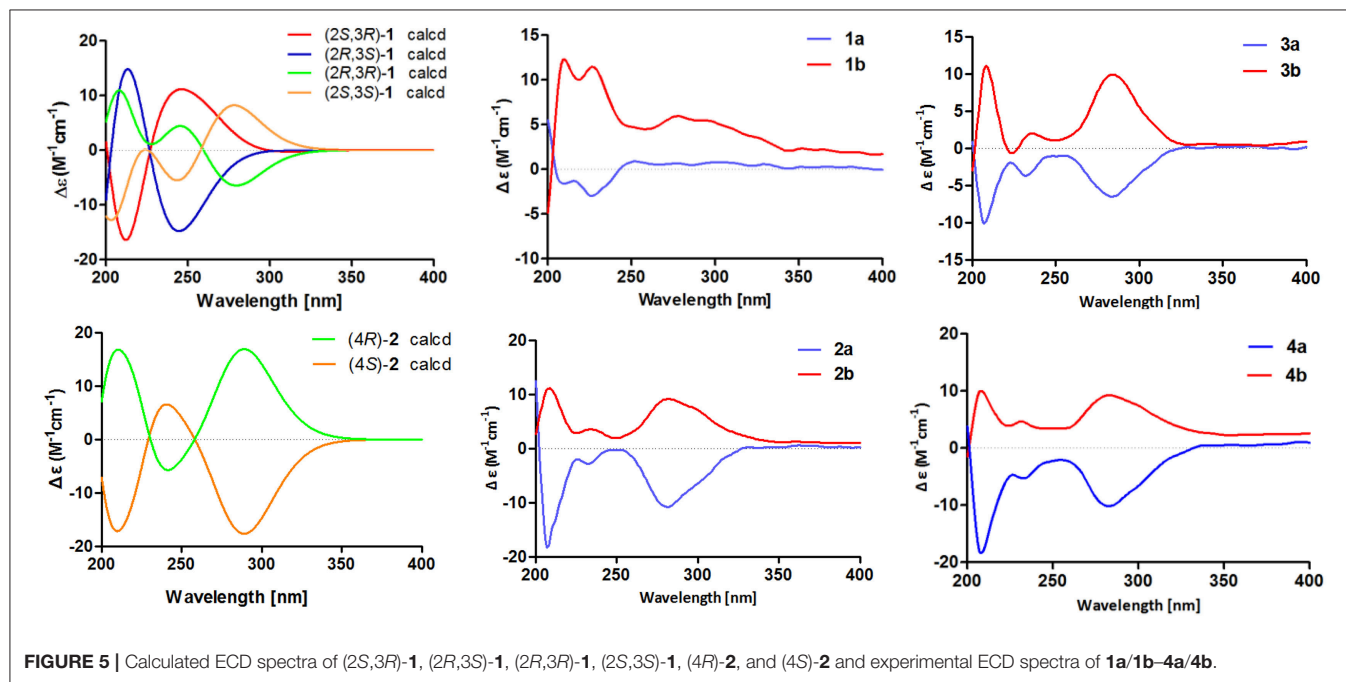 20
10
0
-10
-20
Δε (M⁻¹cm⁻¹)
200 250 300 350 400
Wavelength [nm]
(2S,3R)-1 calcd
(2R,3S)-1 calcd
(2R,3R)-1 calcd
(2S,3S)-1 calcd
15
10
5
0
-5
-10
Δ ε (M⁻¹cm⁻¹)
200 250 300 350 400
Wavelength [nm]
1a
1b
15
10
5
0
-5
-10
-15
Δ ε (M⁻¹cm⁻¹)
200 250 300 350 400
Wavelength [nm]
3a
3b
20
10
0
-10
-20
Δ ε (M⁻¹cm⁻¹)
200 250 300 350 400
Wavelength [nm]
(4R)-2 calcd
(4S)-2 calcd
20
10
0
-10
-20
Δ ε (M⁻¹cm⁻¹)
200 250 300 350 400
Wavelength [nm]
2a
2b
20
10
0
-10
-20
Δ ε (M⁻¹cm⁻¹)
200 250 300 350 400
Wavelength [nm]
4a
4b
FIGURE 5 | Calculated ECD spectra of (2S,3R)-1, (2R,3S)-1, (2R,3R)-1, (2S,3S)-1, (4R)-2, and (4S)-2 and experimental ECD spectra of 1a/1b–4a/4b.